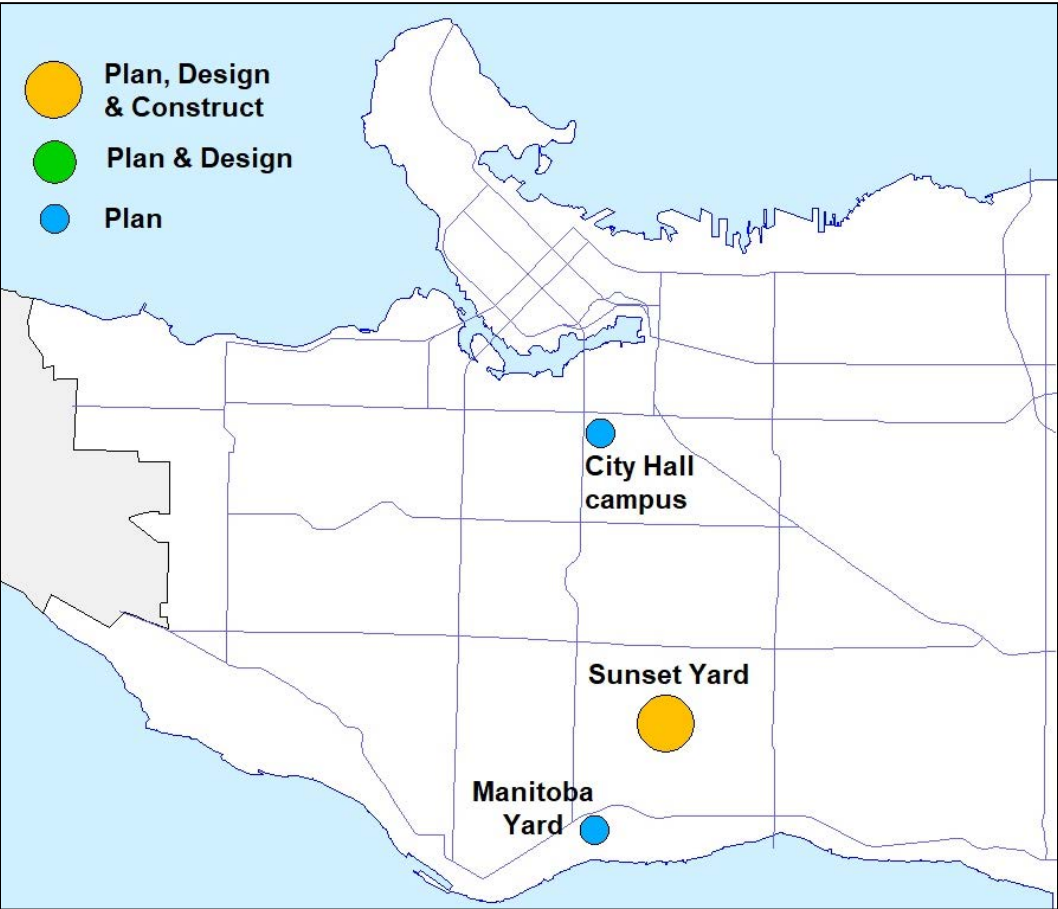 Plan, Design
& Construct
Plan & Design
Plan
City Hall
campus
Sunset Yard
Manitoba
Yard